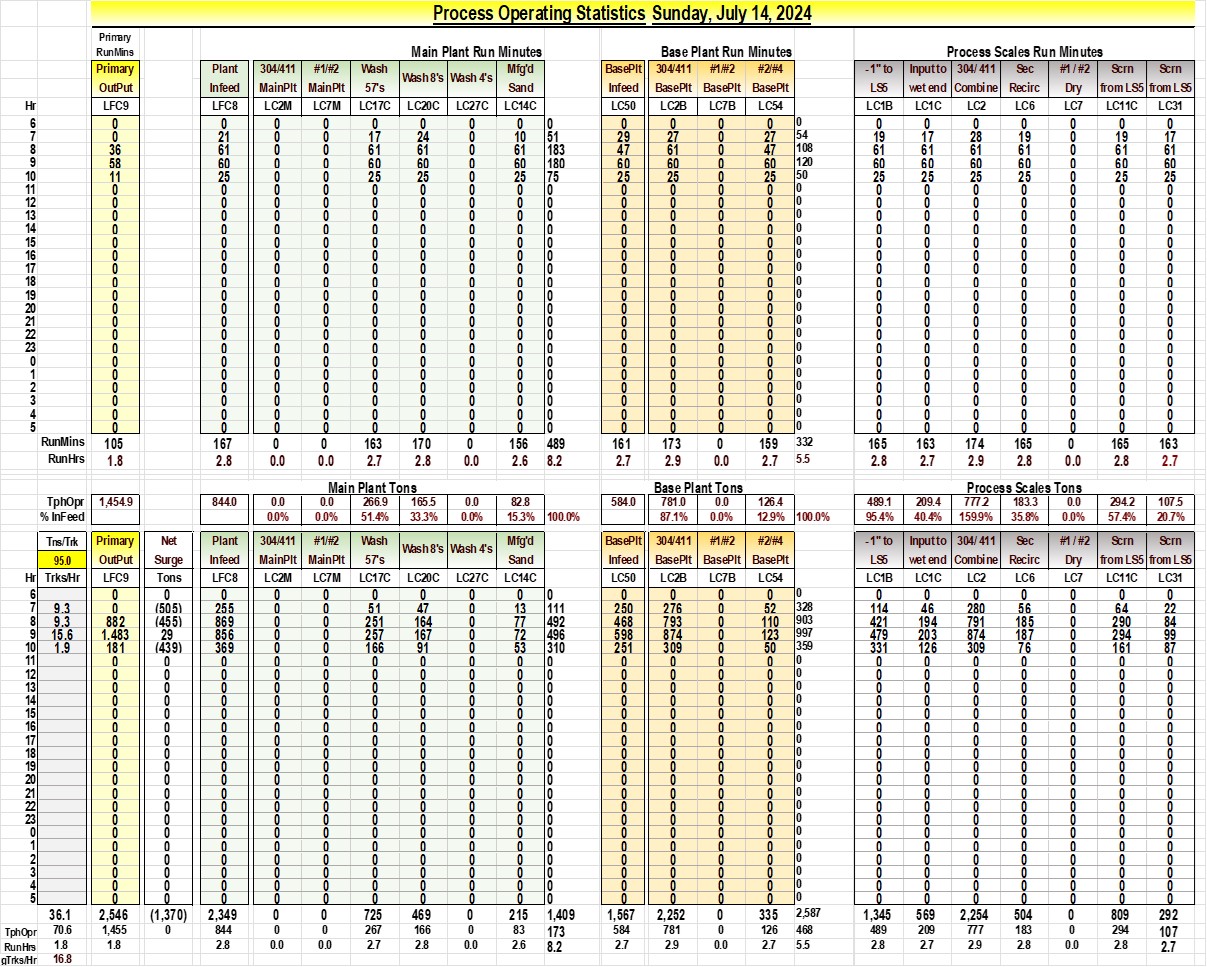 Process Operating Statistics Sunday, July 14, 2024
Primary
RunMins Main Plant Run Minutes Base Plant Run Minutes Process Scales Run Minutes
Primary Plant 304/411 #1/#2 Wash Wash 8's Wash 4's Mfg'd BasePlt 304/411 #1/#2 #2/#4 -1" to Input to 304/ 411 Sec #1 / #2 Scrn Scrn
OutPut Infeed MainPlt MainPlt 57's Sand Infeed BasePlt BasePlt BasePlt LS5 wet end Combine Recirc Dry from LS5 from LS5
Hr LFC9 LFC8 LC2M LC7M LC17C LC20C LC27C LC14C LC50 LC2B LC7B LC54 LC1B LC1C LC2 LC6 LC7 LC11C LC31
6 0 0 0 0 0 0 0 0 0 0 0 0 0 0 0 0 0 0 0 0 0 0
7 0 21 0 0 17 24 0 10 51 29 27 0 27 54 19 17 28 19 0 19 17
8 36 61 0 0 61 61 0 61 183 47 61 0 47 108 61 61 61 61 0 61 61
9 58 60 0 0 60 60 0 60 180 60 60 0 60 120 60 60 60 60 0 60 60
10 11 25 0 0 25 25 0 25 75 25 25 0 25 50 25 25 25 25 0 25 25
11 0 0 0 0 0 0 0 0 0 0 0 0 0 0 0 0 0 0 0 0 0
12 0 0 0 0 0 0 0 0 0 0 0 0 0 0 0 0 0 0 0 0 0
13 0 0 0 0 0 0 0 0 0 0 0 0 0 0 0 0 0 0 0 0 0
14 0 0 0 0 0 0 0 0 0 0 0 0 0 0 0 0 0 0 0 0 0
15 0 0 0 0 0 0 0 0 0 0 0 0 0 0 0 0 0 0 0 0 0
16 0 0 0 0 0 0 0 0 0 0 0 0 0 0 0 0 0 0 0 0 0
17 0 0 0 0 0 0 0 0 0 0 0 0 0 0 0 0 0 0 0 0 0
18 0 0 0 0 0 0 0 0 0 0 0 0 0 0 0 0 0 0 0 0 0
19 0 0 0 0 0 0 0 0 0 0 0 0 0 0 0 0 0 0 0 0 0
20 0 0 0 0 0 0 0 0 0 0 0 0 0 0 0 0 0 0 0 0 0
21 0 0 0 0 0 0 0 0 0 0 0 0 0 0 0 0 0 0 0 0 0
22 0 0 0 0 0 0 0 0 0 0 0 0 0 0 0 0 0 0 0 0 0
23 0 0 0 0 0 0 0 0 0 0 0 0 0 0 0 0 0 0 0 0 0
0 0 0 0 0 0 0 0 0 0 0 0 0 0 0 0 0 0 0 0 0 0
1 0 0 0 0 0 0 0 0 0 0 0 0 0 0 0 0 0 0 0 0 0
2 0 0 0 0 0 0 0 0 0 0 0 0 0 0 0 0 0 0 0 0 0
3 0 0 0 0 0 0 0 0 0 0 0 0 0 0 0 0 0 0 0 0 0
4 0 0 0 0 0 0 0 0 0 0 0 0 0 0 0 0 0 0 0 0 0
5 0 0 0 0 0 0 0 0 0 0 0 0 0 0 0 0 0 0 0 0 0
RunMins 105 167 0 0 163 170 0 156 489 161 173 0 159 332 165 163 174 165 0 165 163
RunHrs 1.8 2.8 0.0 0.0 2.7 2.8 0.0 2.6 8.2 2.7 2.9 0.0 2.7 5.5 2.8 2.7 2.9 2.8 0.0 2.8 2.7
Main Plant Tons Base Plant Tons Process Scales Tons
TphOpr 1,454.9 844.0 0.0 0.0 266.9 165.5 0.0 82.8 584.0 781.0 0.0 126.4 489.1 209.4 777.2 183.3 0.0 294.2 107.5
% InFeed 0.0% 0.0% 51.4% 33.3% 0.0% 15.3% 100.0% 87.1% 0.0% 12.9% 100.0% 95.4% 40.4% 159.9% 35.8% 0.0% 57.4% 20.7%
Tns/Trk Primary Net Plant 304/411 #1/#2 Wash Wash 8's Wash 4's Mfg'd BasePlt 304/411 #1/#2 #2/#4 -1" to Input to 304/ 411 Sec #1 / #2 Scrn Scrn
95.0 OutPut Surge Infeed MainPlt MainPlt 57's Sand Infeed BasePlt BasePlt BasePlt LS5 wet end Combine Recirc Dry from LS5 from LS5
Hr Trks/Hr LFC9 Tons LFC8 LC2M LC7M LC17C LC20C LC27C LC14C LC50 LC2B LC7B LC54 LC1B LC1C LC2 LC6 LC7 LC11C LC31
6 0 0 0 0 0 0 0 0 0 0 0 0 0 0 0 0 0 0 0 0 0 0
7 9.3 0 (505) 255 0 0 51 47 0 13 111 250 276 0 52 328 114 46 280 56 0 64 22
8 9.3 882 (455) 869 0 0 251 164 0 77 492 468 793 0 110 903 421 194 791 185 0 290 84
9 15.6 1,483 29 856 0 0 257 167 0 72 496 598 874 0 123 997 479 203 874 187 0 294 99
10 1.9 181 (439) 369 0 0 166 91 0 53 310 251 309 0 50 359 331 126 309 76 0 161 87
11 0 0 0 0 0 0 0 0 0 0 0 0 0 0 0 0 0 0 0 0 0 0
12 0 0 0 0 0 0 0 0 0 0 0 0 0 0 0 0 0 0 0 0 0 0
13 0 0 0 0 0 0 0 0 0 0 0 0 0 0 0 0 0 0 0 0 0 0
14 0 0 0 0 0 0 0 0 0 0 0 0 0 0 0 0 0 0 0 0 0 0
15 0 0 0 0 0 0 0 0 0 0 0 0 0 0 0 0 0 0 0 0 0 0
16 0 0 0 0 0 0 0 0 0 0 0 0 0 0 0 0 0 0 0 0 0 0
17 0 0 0 0 0 0 0 0 0 0 0 0 0 0 0 0 0 0 0 0 0 0
18 0 0 0 0 0 0 0 0 0 0 0 0 0 0 0 0 0 0 0 0 0 0
19 0 0 0 0 0 0 0 0 0 0 0 0 0 0 0 0 0 0 0 0 0 0
20 0 0 0 0 0 0 0 0 0 0 0 0 0 0 0 0 0 0 0 0 0 0
21 0 0 0 0 0 0 0 0 0 0 0 0 0 0 0 0 0 0 0 0 0 0
22 0 0 0 0 0 0 0 0 0 0 0 0 0 0 0 0 0 0 0 0 0 0
23 0 0 0 0 0 0 0 0 0 0 0 0 0 0 0 0 0 0 0 0 0 0
0 0 0 0 0 0 0 0 0 0 0 0 0 0 0 0 0 0 0 0 0 0 0
1 0 0 0 0 0 0 0 0 0 0 0 0 0 0 0 0 0 0 0 0 0 0
2 0 0 0 0 0 0 0 0 0 0 0 0 0 0 0 0 0 0 0 0 0 0
3 0 0 0 0 0 0 0 0 0 0 0 0 0 0 0 0 0 0 0 0 0 0
4 0 0 0 0 0 0 0 0 0 0 0 0 0 0 0 0 0 0 0 0 0 0
5 0 0 0 0 0 0 0 0 0 0 0 0 0 0 0 0 0 0 0 0 0 0
36.1 2,546 (1,370) 2,349 0 0 725 469 0 215 1,409 1,567 2,252 0 335 2,587 1,345 569 2,254 504 0 809 292
TphOpr 70.6 1,455 0 844 0 0 267 166 0 83 173 584 781 0 126 468 489 209 777 183 0 294 107
RunHrs 1.8 1.8 2.8 0.0 0.0 2.7 2.8 0.0 2.6 8.2 2.7 2.9 0.0 2.7 5.5 2.8 2.7 2.9 2.8 0.0 2.8 2.7
gTrks/Hr 16.8